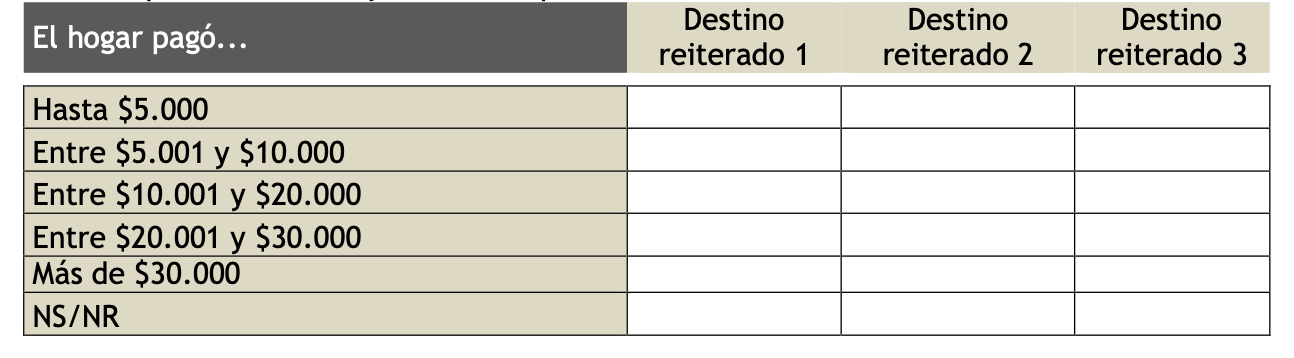 El hogar pagó...
Destino
reiterado 1
Destino
reiterado 2
Destino
reiterado 3
Hasta $5.000
Entre $5.001 y $10.000
Entre $10.001 y $20.000
Entre $20.001 y $30.000
Más de $30.000
NS/NR